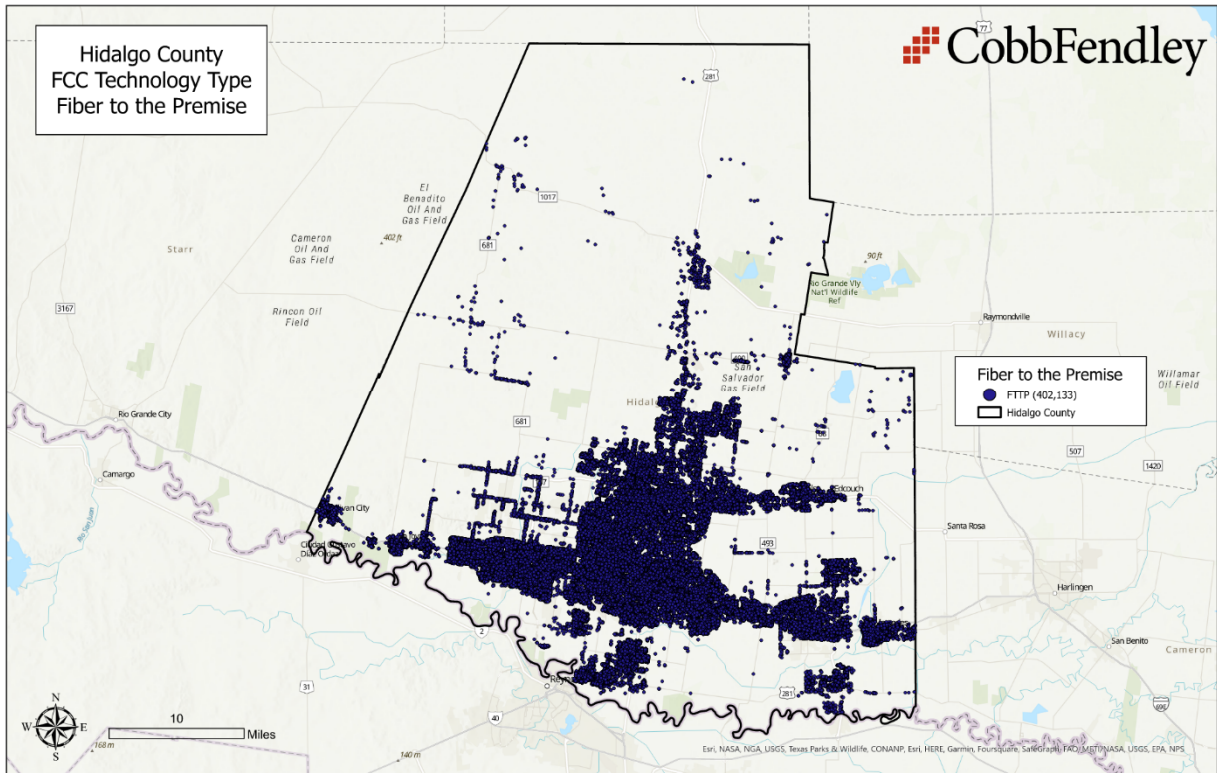 Hidalgo County
FCC Technology Type
Fiber to the Premise
CobbFendley
77
281
El
Benadito
Oil And
Gas Field
1017
402 ft
Cameron
Oil And
Gas Field
681
Starr
90 ft
Rio Grande Vly
Nat'l Wildlife
Ref
3167
Rincon Oil
Field
Raymondville
Willacy
490
San
Salvador
Gas Field
Fiber to the Premise
FTTP (402,133)
Hidalgo County
Willamar
Oil Field
Rio Grande City
681
88
507
1420
Camargo
Rio San Juan
Edcouch
Santa Rosa
493
Harlingen
San Benito
Cameron
2
31
281
40
N
W
E
S
10
Miles
168 m
140 m
Esri, NASA, NGA, USGS, Texas Parks & Wildlife, CONANP, Esri, HERE, Garmin, Foursquare, SafeGraph, FAO, METI/NASA, USGS, EPA, NPS